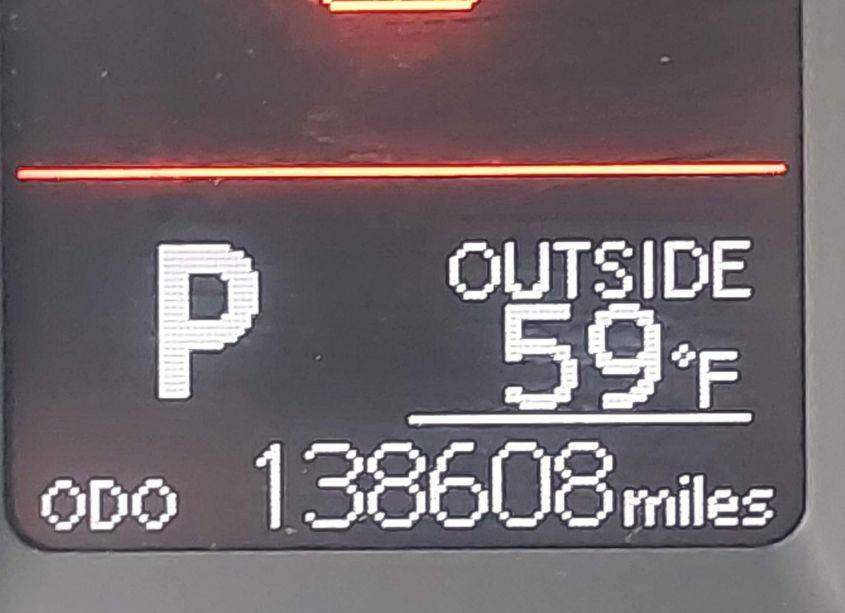 P
OUTSIDE
59°F
ODO 138608 miles